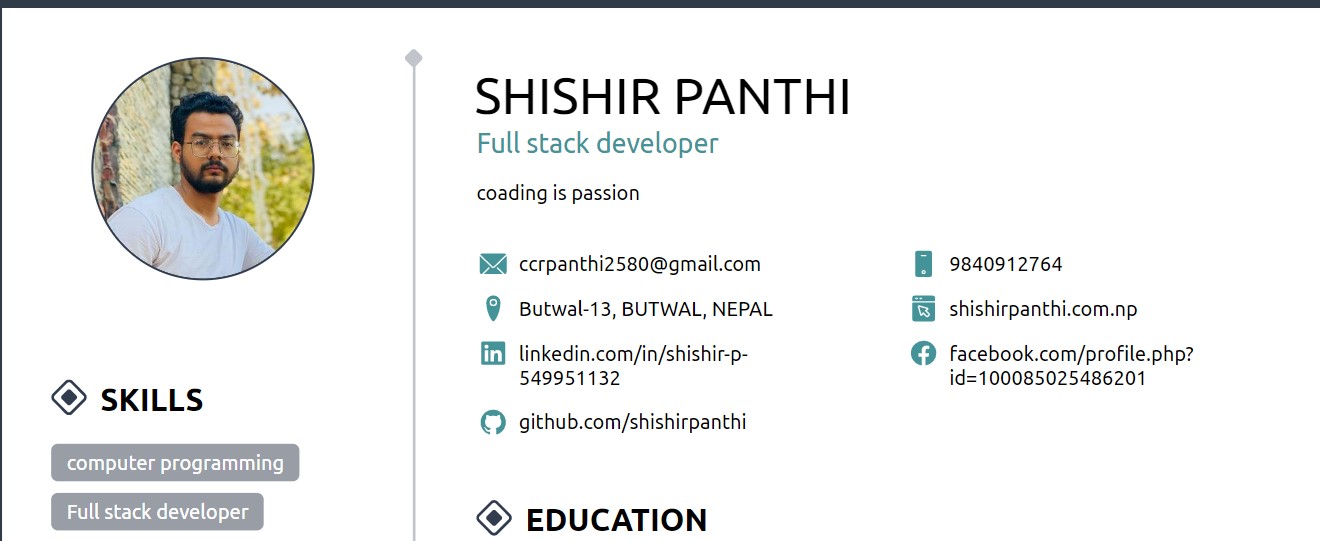 SHISHIR PANTHI
Full stack developer
coading is passion
ccrpanthi2580@gmail.com
9840912764
Butwal-13, BUTWAL, NEPAL
shishirpanthi.com.np
linkedin.com/in/shishir-p-
549951132
facebook.com/profile.php?
id=100085025486201
github.com/shishirpanthi
SKILLS
computer programming
Full stack developer
EDUCATION